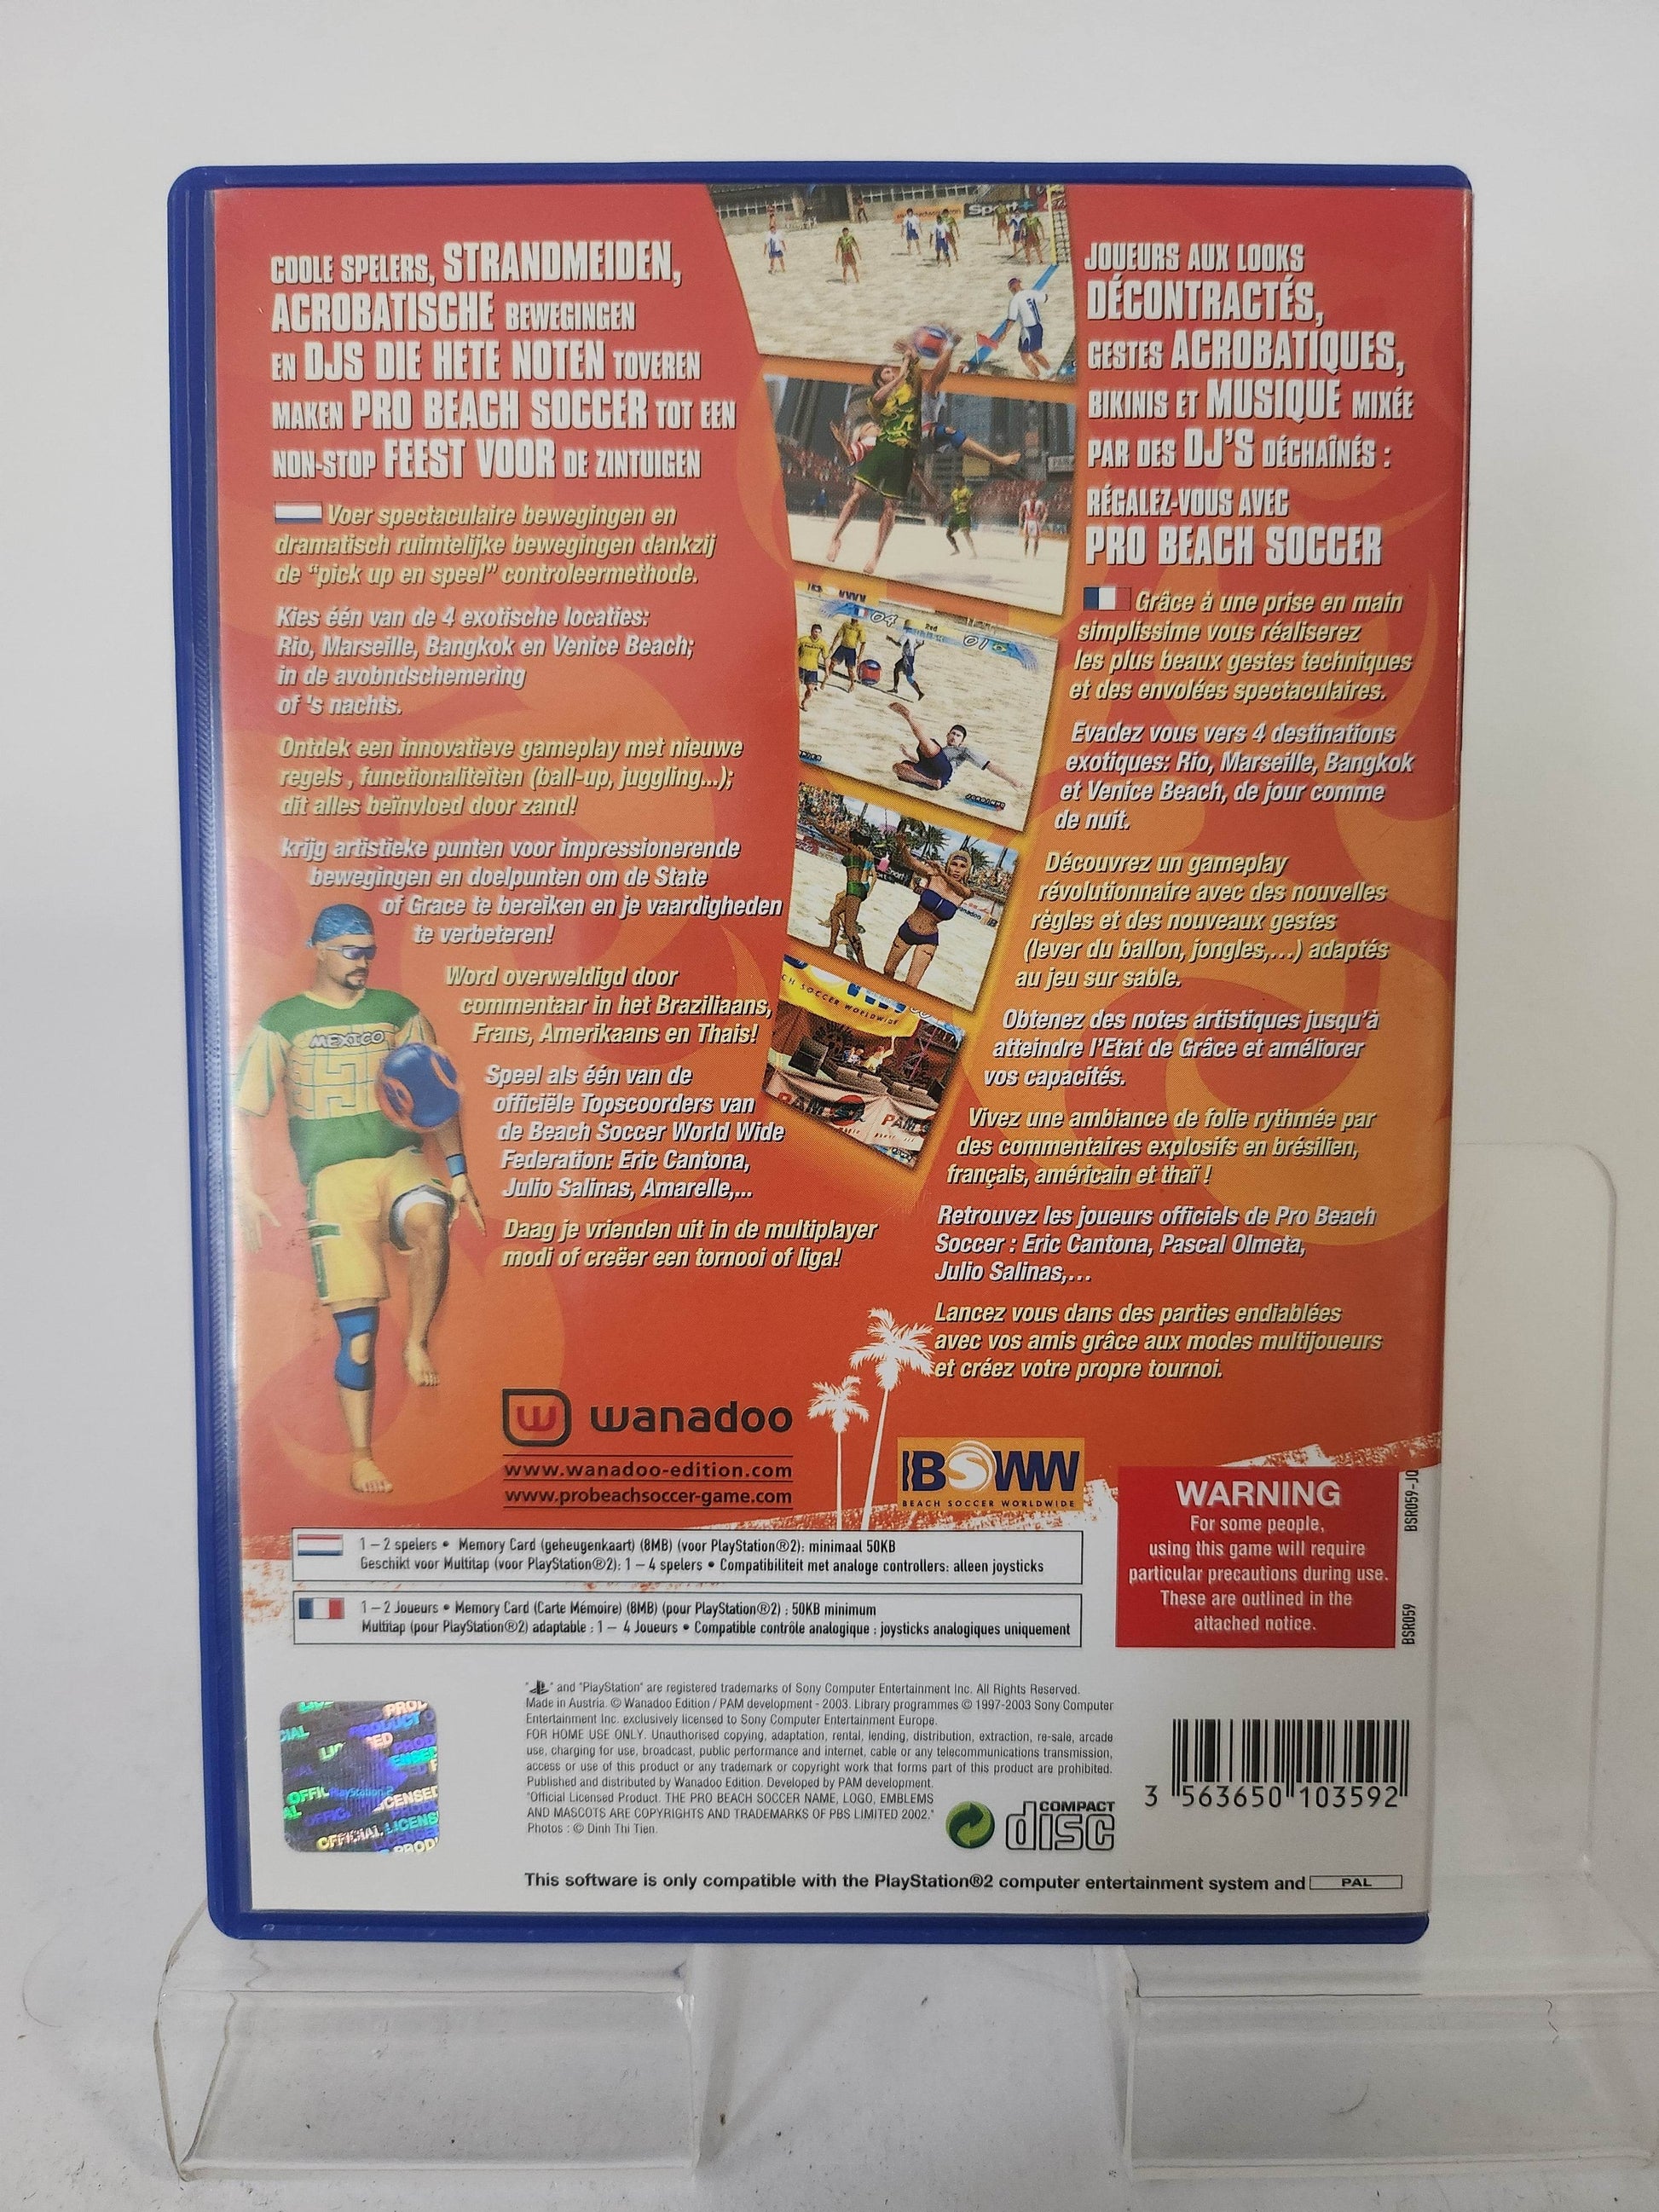 COOLE SPELERS, STRANDMEIDEN,
ACROBATISCHE BEWEGINGEN
EN DJS DIE HETE NOTEN TOVEREN
MAKEN PRO BEACH SOCCER TOT EEN
NON-STOP FEEST VOOR DE ZINTUIGEN
Voer spectaculaire bewegingen en
dramatisch ruimtelijke bewegingen dankzij
de “pick up en speel” controleermethode.
Kies één van de 4 exotische locaties:
Rio, Marseille, Bangkok en Venice Beach;
in de avobndschemering
of 's nachts.
Ontdek een innovatieve gameplay met nieuwe
regels , functionaliteiten (ball-up, juggling...);
dit alles beïnvloed door zand!
krijg artistieke punten voor impressionerende
bewegingen en doelpunten om de State
of Grace te bereiken en je vaardigheden
te verbeteren!
Word overweldigd door
commentaar in het Braziliaans,
Frans, Amerikaans en Thais!
Speel als één van de
officiële Topscoorders van
de Beach Soccer World Wide
Federation: Eric Cantona,
Julio Salinas, Amarelle,...
Daag je vrienden uit in de multiplayer
modi of creëer een tornooi of liga!
MEXICO
Sport+
04
01
SOCCER WORLDWIDE
PAM
JOUEURS AUX LOOKS
DÉCONTRACTÉS,
GESTES ACROBATIQUES,
BIKINIS ET MUSIQUE MIXÉE
PAR DES DJ'S DÉCHAÎNÉS :
RÉGALEZ-VOUS AVEC
PRO BEACH SOCCER
Grâce à une prise en main
simplissime vous réaliserez
les plus beaux gestes techniques
et des envolées spectaculaires.
Evadez vous vers 4 destinations
exotiques: Rio, Marseille, Bangkok
et Venice Beach, de jour comme
de nuit.
Découvrez un gameplay
révolutionnaire avec des nouvelles
règles et des nouveaux gestes
(lever du ballon, jongles,...) adaptés
au jeu sur sable.
Obtenez des notes artistiques jusqu'à
atteindre l'Etat de Grâce et améliorer
vos capacités.
Vivez une ambiance de folie rythmée par
des commentaires explosifs en brésilien,
français, américain et thaï !
Retrouvez les joueurs officiels de Pro Beach
Soccer : Eric Cantona, Pascal Olmeta,
Julio Salinas,...
Lancez vous dans des parties endiablées
avec vos amis grâce aux modes multijoueurs
et créez votre propre tournoi.
wanadoo
www.wanadoo-edition.com
www.probeachsoccer-game.com
BSWW
BEACH SOCCER WORLDWIDE
WARNING
For some people,
using this game will require
particular precautions during use.
These are outlined in the
attached notice.
BSR059
1 – 2 spelers • Memory Card (geheugenkaart) (8MB) (voor PlayStation®2): minimaal 50KB
Geschikt voor Multitap (voor PlayStation®2): 1 – 4 spelers • Compatibiliteit met analoge controllers: alleen joysticks
1 – 2 Joueurs • Memory Card (Carte Mémoire) (8MB) (pour PlayStation®2) : 50KB minimum
Multitap (pour PlayStation®2) adaptable : 1 – 4 Joueurs • Compatible contrôle analogique : joysticks analogiques uniquement
" " and "PlayStation" are registered trademarks of Sony Computer Entertainment Inc. All Rights Reserved.
Made in Austria. © Wanadoo Edition / PAM development - 2003. Library programmes © 1997-2003 Sony Computer
Entertainment Inc. exclusively licensed to Sony Computer Entertainment Europe.
FOR HOME USE ONLY. Unauthorised copying, adaptation, rental, lending, distribution, extraction, re-sale, arcade
use, charging for use, broadcast, public performance and internet, cable or any telecommunications transmission,
access or use of this product or any trademark or copyright work that forms part of this product are prohibited.
Published and distributed by Wanadoo Edition. Developed by PAM development.
"Official Licensed Product. THE PRO BEACH SOCCER NAME, LOGO, EMBLEMS
AND MASCOTS ARE COPYRIGHTS AND TRADEMARKS OF PBS LIMITED 2002."
Photos : © Dinh Thi Tien.
COMPACT
disc
3 563650 103592
This software is only compatible with the PlayStation®2 computer entertainment system and PAL